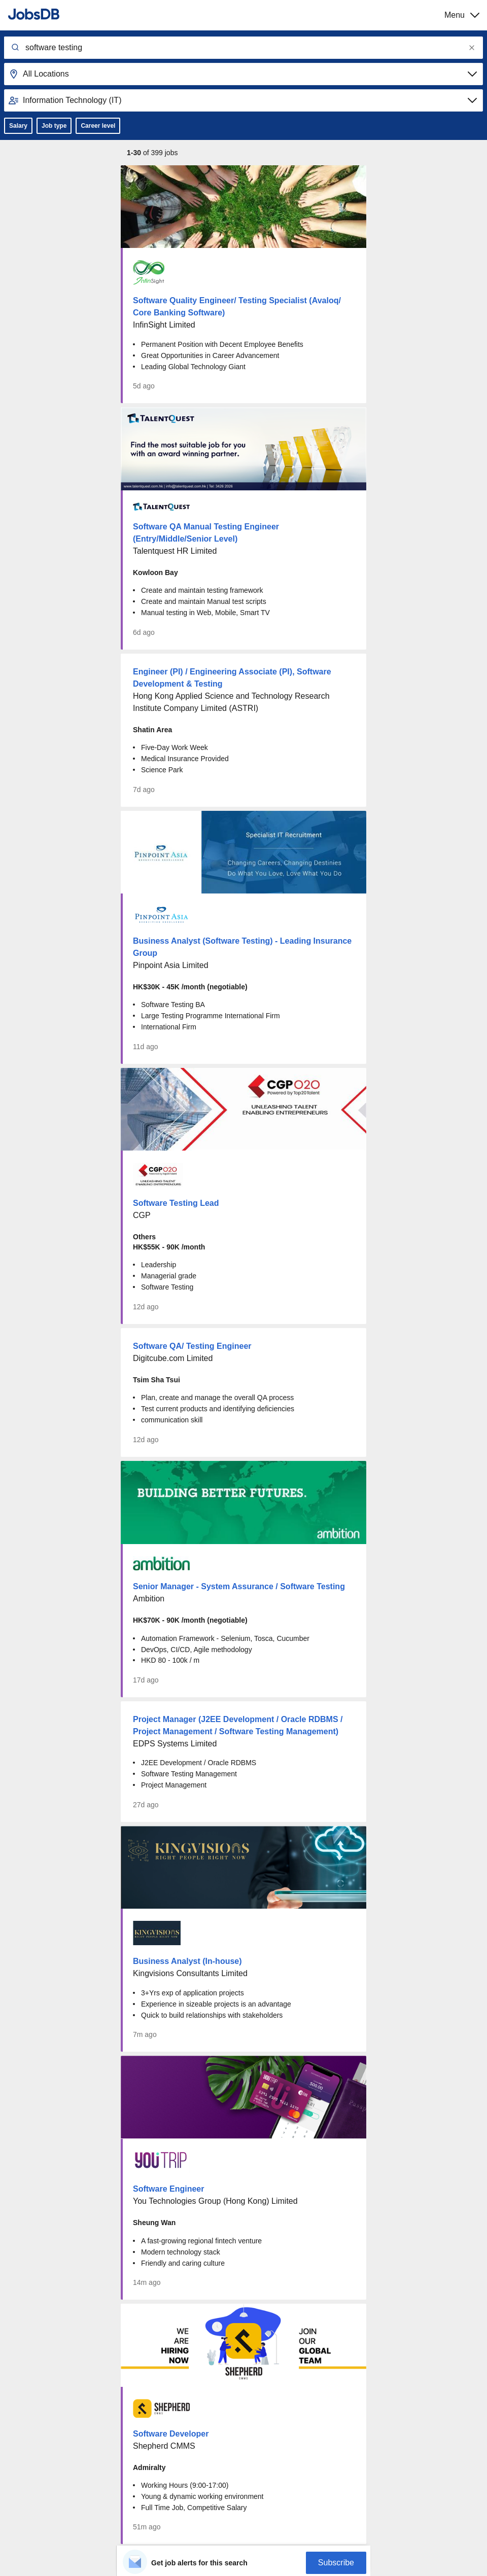 JobsDB
Menu
software testing
All Locations
Information Technology (IT)
Salary
Job type
Career level
1-30 of 399 jobs
InfinSight
Software Quality Engineer/ Testing Specialist (Avaloq/
Core Banking Software)
InfinSight Limited
• Permanent Position with Decent Employee Benefits
• Great Opportunities in Career Advancement
• Leading Global Technology Giant
5d ago
TALENTQUEST
Find the most suitable job for you
with an award winning partner.
TALENTQUEST
Software QA Manual Testing Engineer
(Entry/Middle/Senior Level)
Talentquest HR Limited
Kowloon Bay
• Create and maintain testing framework
• Create and maintain Manual test scripts
• Manual testing in Web, Mobile, Smart TV
6d ago
Engineer (PI) / Engineering Associate (PI), Software
Development & Testing
Hong Kong Applied Science and Technology Research
Institute Company Limited (ASTRI)
Shatin Area
• Five-Day Work Week
• Medical Insurance Provided
• Science Park
7d ago
PINPOINT ASIA
Specialist IT Recruitment
Changing Careers, Changing Destinies
Do What You Love, Love What You Do
PINPOINT ASIA
Business Analyst (Software Testing) - Leading Insurance
Group
Pinpoint Asia Limited
HK$30K - 45K /month (negotiable)
• Software Testing BA
• Large Testing Programme International Firm
• International Firm
11d ago
CGP O2O
Powered by Top20Talent
UNLEASHING TALENT
ENABLING ENTREPRENEURS
CGP O2O
UNLEASHING TALENT
ENABLING ENTREPRENEURS
Software Testing Lead
CGP
Others
HK$55K - 90K /month
• Leadership
• Managerial grade
• Software Testing
12d ago
Software QA/ Testing Engineer
Digitcube.com Limited
Tsim Sha Tsui
• Plan, create and manage the overall QA process
• Test current products and identifying deficiencies
• communication skill
12d ago
BUILDING BETTER FUTURES.
ambition
ambition
Senior Manager - System Assurance / Software Testing
Ambition
HK$70K - 90K /month (negotiable)
• Automation Framework - Selenium, Tosca, Cucumber
• DevOps, CI/CD, Agile methodology
• HKD 80 - 100k / m
17d ago
Project Manager (J2EE Development / Oracle RDBMS /
Project Management / Software Testing Management)
EDPS Systems Limited
• J2EE Development / Oracle RDBMS
• Software Testing Management
• Project Management
27d ago
KINGVISIONS
RIGHT PEOPLE RIGHT NOW
KINGVISIONS
Business Analyst (In-house)
Kingvisions Consultants Limited
• 3+Yrs exp of application projects
• Experience in sizeable projects is an advantage
• Quick to build relationships with stakeholders
7m ago
YOUTRIP
Software Engineer
You Technologies Group (Hong Kong) Limited
Sheung Wan
• A fast-growing regional fintech venture
• Modern technology stack
• Friendly and caring culture
14m ago
WE
ARE
HIRING
NOW
SHEPHERD
JOIN
OUR
GLOBAL
TEAM
SHEPHERD
Software Developer
Shepherd CMMS
Admiralty
• Working Hours (9:00-17:00)
• Young & dynamic working environment
• Full Time Job, Competitive Salary
51m ago
Get job alerts for this search
Subscribe